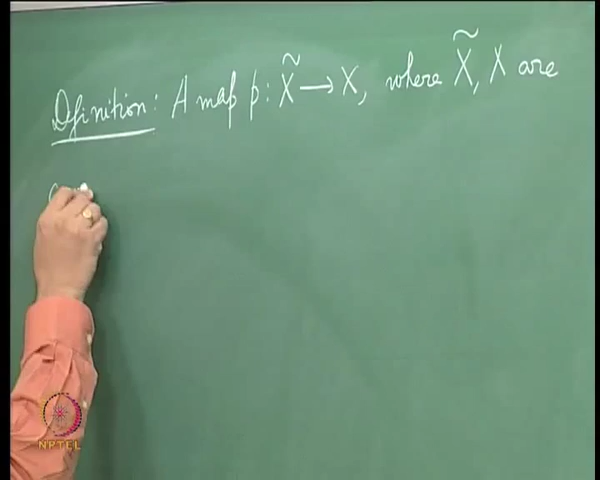 Definition: A map p: X̃ → X, where X̃, X are
NPTEL